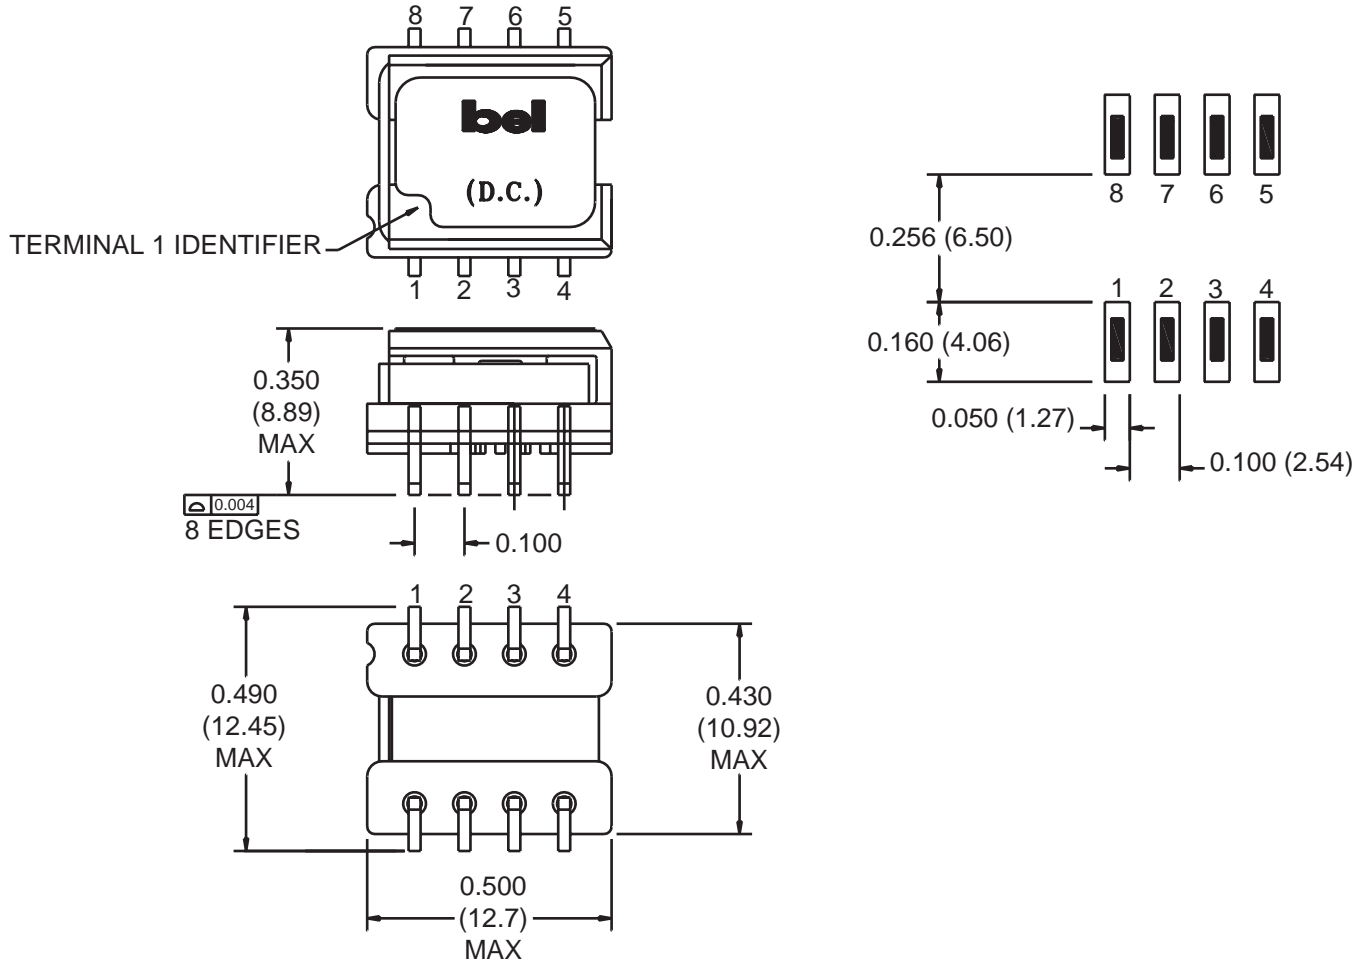 8 7 6 5
bel
(D.C.)
TERMINAL 1 IDENTIFIER
1 2 3 4
0.350
(8.89)
MAX
0.004
8 EDGES
0.100
1 2 3 4
0.490
(12.45)
MAX
0.430
(10.92)
MAX
0.500
(12.7)
MAX
8 7 6 5
0.256 (6.50)
1 2 3 4
0.160 (4.06)
0.050 (1.27)
0.100 (2.54)